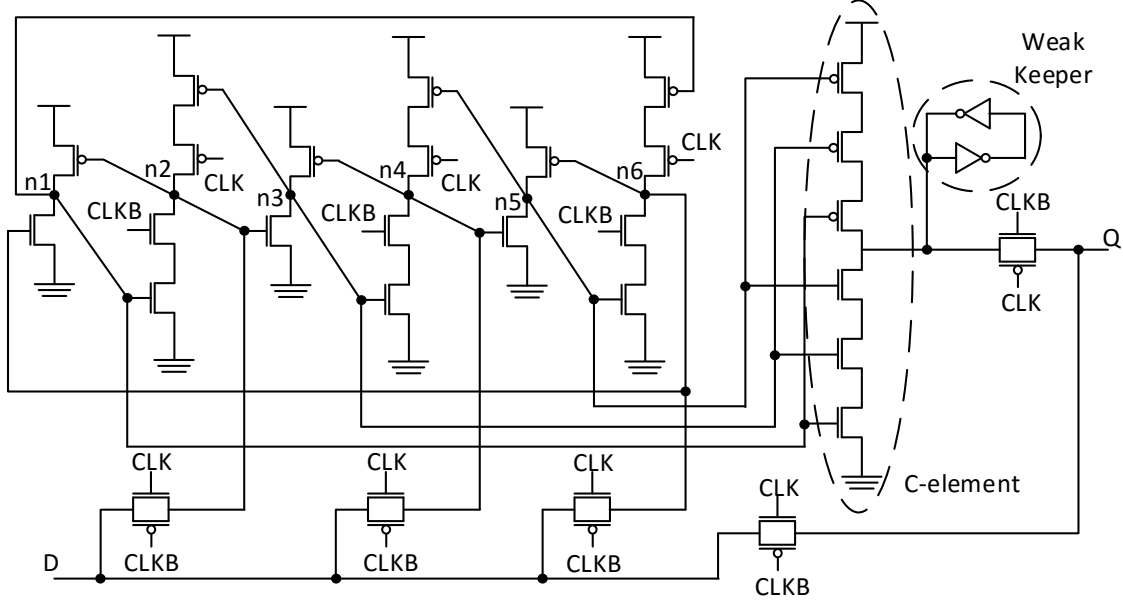 Weak
Keeper
CLK
n1
n2
CLK
n3
n4
CLK
n5
n6
CLKB
CLKB
CLKB
CLKB
Q
CLK
CLK
CLK
CLK
CLK
C-element
D
CLKB
CLKB
CLKB
CLKB